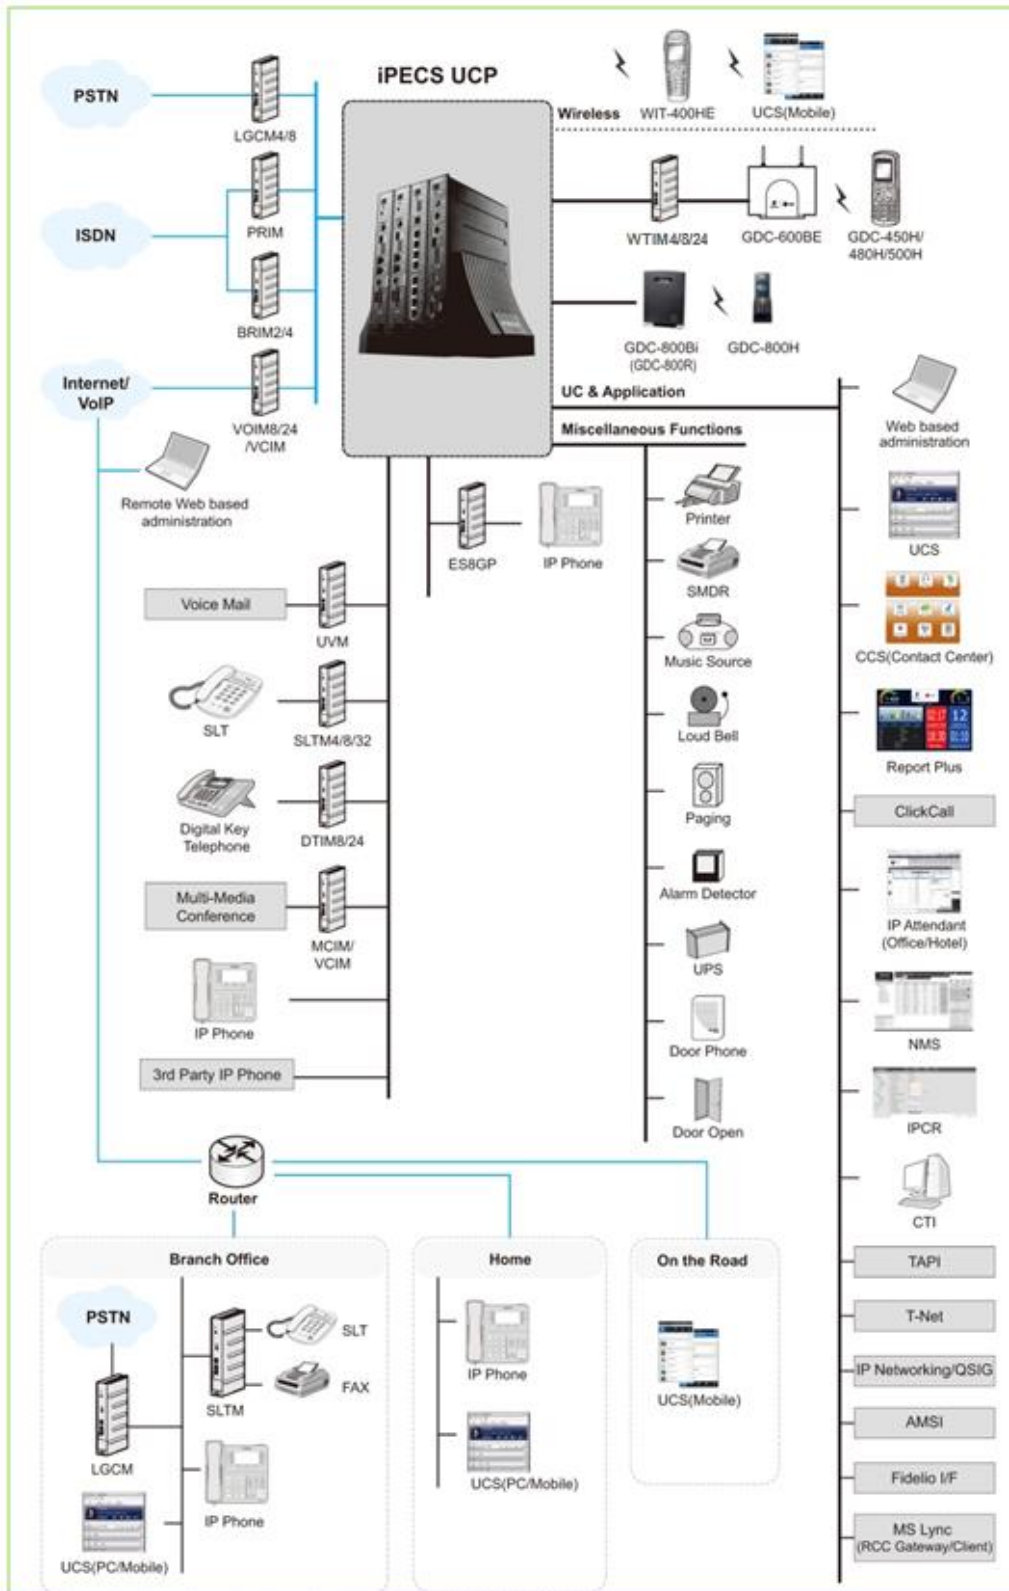 iPECS UCP
PSTN
LGCM4/8
ISDN
PRIM
BRIM2/4
Internet/
VoIP
VOIM8/24
/VCIM
Remote Web based
administration
Wireless
WIT-400HE
UCS(Mobile)
WTIM4/8/24
GDC-600BE
GDC-450H/
480H/500H
GDC-800Bi
(GDC-800R)
GDC-800H
UC & Application
Miscellaneous Functions
ES8GP
IP Phone
Voice Mail
UVM
SLT
SLTM4/8/32
Digital Key
Telephone
DTIM8/24
Multi-Media
Conference
MCIM/
VCIM
IP Phone
3rd Party IP Phone
Printer
SMDR
Music Source
Loud Bell
Paging
Alarm Detector
UPS
Door Phone
Door Open
Web based
administration
UCS
CCS(Contact Center)
02:17
12
18:30
01:10
Report Plus
ClickCall
IP Attendant
(Office/Hotel)
NMS
IPCR
CTI
TAPI
T-Net
IP Networking/QSIG
AMSI
Fidelio I/F
MS Lync
(RCC Gateway/Client)
Router
Branch Office
PSTN
LGCM
SLTM
SLT
FAX
IP Phone
UCS(PC/Mobile)
Home
IP Phone
UCS(PC/Mobile)
On the Road
UCS(Mobile)